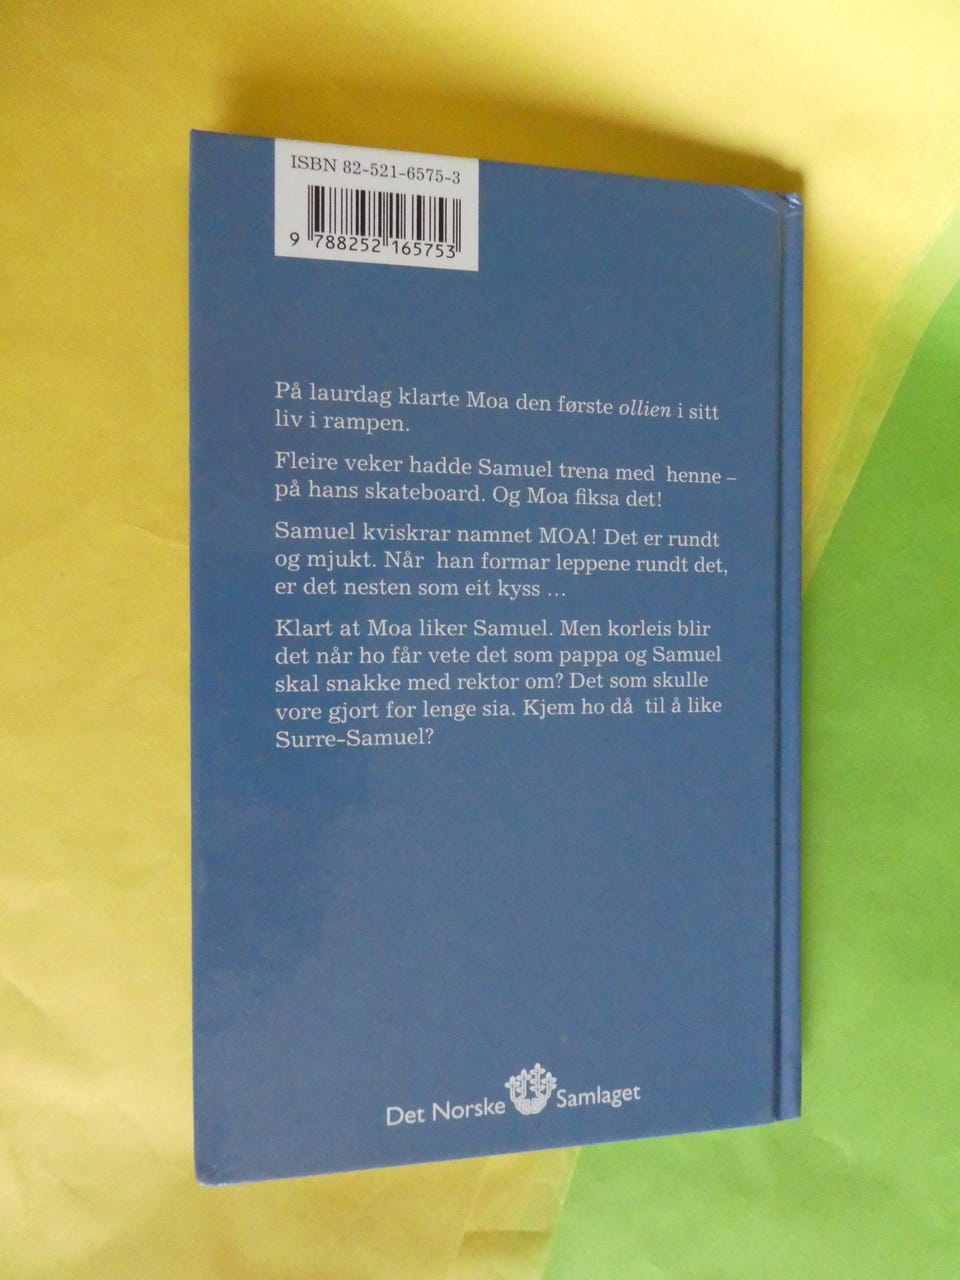 ISBN 82-521-6575-3
9 788252 165753
På laurdag klarte Moa den første ollien i sitt
liv i rampen.
Fleire veker hadde Samuel trena med henne –
på hans skateboard. Og Moa fiksa det!
Samuel kviskrar namnet MOA! Det er rundt
og mjukt. Når han formar leppene rundt det,
er det nesten som eit kyss ...
Klart at Moa liker Samuel. Men korleis blir
det når ho får vete det som pappa og Samuel
skal snakke med rektor om? Det som skulle
vore gjort for lenge sia. Kjem ho då til å like
Surre-Samuel?
Det Norske Samlaget